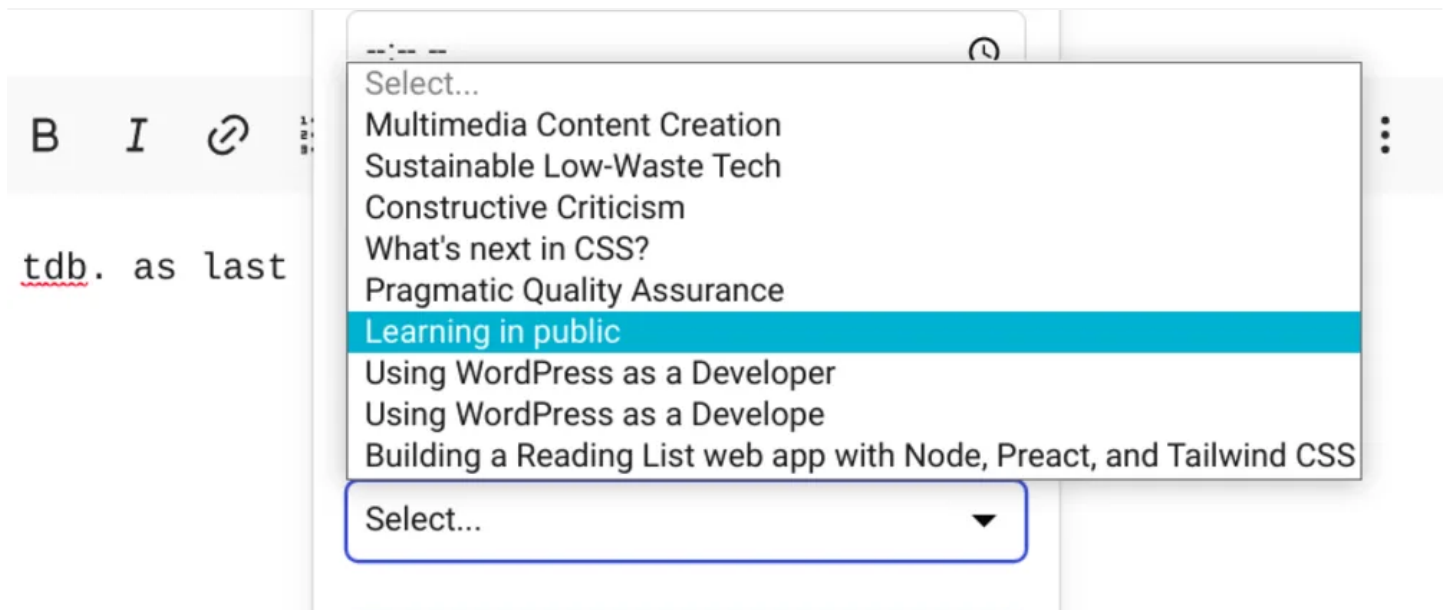 --:-- --
Select...
Multimedia Content Creation
Sustainable Low-Waste Tech
Constructive Criticism
What's next in CSS?
Pragmatic Quality Assurance
Learning in public
Using WordPress as a Developer
Using WordPress as a Develope
Building a Reading List web app with Node, Preact, and Tailwind CSS
Select...
B I
tdb. as last